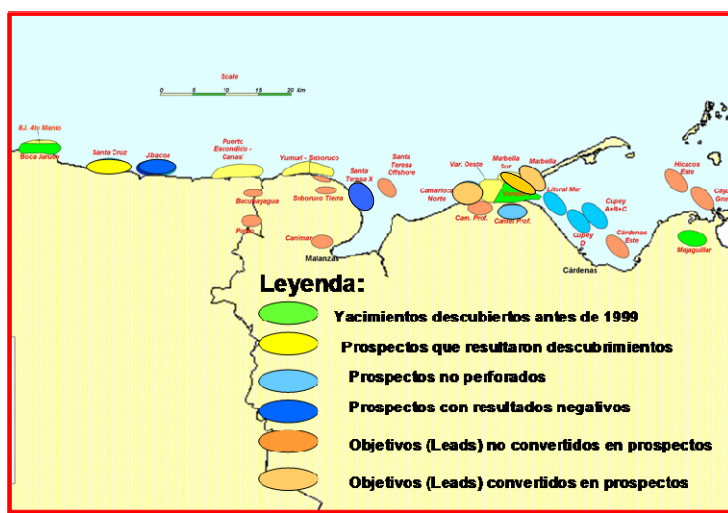 Scale
0 5 10 15 20 Km
BJ. 4to Manto
Boca Jaruco
Santa Cruz
Jibacoa
Puerto
Escondido -
Canasí
Yumurí - Seboruco
Bacunayagua
Seboruco Tierra
Canímar
Matanzas
Santa
Teresa X
Santa
Teresa
Offshore
Var. Oeste
Marbella
Sur
Marbella
Camarioca
Norte
Cam. Prof.
Cantel Prof.
Litoral Mar
Cupey
A+B+C
Cupey
D
Cárdenas
Este
Cárdenas
Hicacos
Este
Majaguillar
Leyenda:
Yacimientos descubiertos antes de 1999
Prospectos que resultaron descubrimientos
Prospectos no perforados
Prospectos con resultados negativos
Objetivos (Leads) no convertidos en prospectos
Objetivos (Leads) convertidos en prospectos